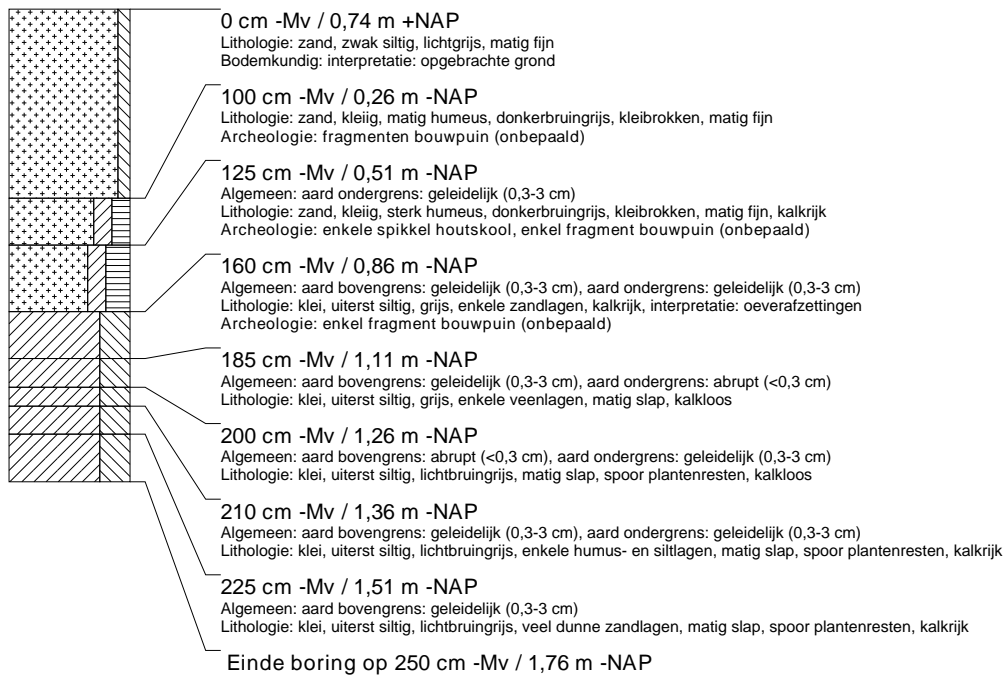 0 cm -Mv / 0,74 m +NAP
Lithologie: zand, zwak siltig, lichtgrijs, matig fijn
Bodemkundig: interpretatie: opgebrachte grond
100 cm -Mv / 0,26 m -NAP
Lithologie: zand, kleiig, matig humeus, donkerbruingrijs, kleibrokken, matig fijn
Archeologie: fragmenten bouwpuin (onbepaald)
125 cm -Mv / 0,51 m -NAP
Algemeen: aard ondergrens: geleidelijk (0,3-3 cm)
Lithologie: zand, kleiig, sterk humeus, donkerbruingrijs, kleibrokken, matig fijn, kalkrijk
Archeologie: enkele spikkel houtskool, enkel fragment bouwpuin (onbepaald)
160 cm -Mv / 0,86 m -NAP
Algemeen: aard bovengrens: geleidelijk (0,3-3 cm), aard ondergrens: geleidelijk (0,3-3 cm)
Lithologie: klei, uiterst siltig, grijs, enkele zandlagen, kalkrijk, interpretatie: oeverafzettingen
Archeologie: enkel fragment bouwpuin (onbepaald)
185 cm -Mv / 1,11 m -NAP
Algemeen: aard bovengrens: geleidelijk (0,3-3 cm), aard ondergrens: abrupt (<0,3 cm)
Lithologie: klei, uiterst siltig, grijs, enkele veenlagen, matig slap, kalkloos
200 cm -Mv / 1,26 m -NAP
Algemeen: aard bovengrens: abrupt (<0,3 cm), aard ondergrens: geleidelijk (0,3-3 cm)
Lithologie: klei, uiterst siltig, lichtbruingrijs, matig slap, spoor plantenresten, kalkloos
210 cm -Mv / 1,36 m -NAP
Algemeen: aard bovengrens: geleidelijk (0,3-3 cm), aard ondergrens: geleidelijk (0,3-3 cm)
Lithologie: klei, uiterst siltig, lichtbruingrijs, enkele humus- en siltlagen, matig slap, spoor plantenresten, kalkrijk
225 cm -Mv / 1,51 m -NAP
Algemeen: aard bovengrens: geleidelijk (0,3-3 cm)
Lithologie: klei, uiterst siltig, lichtbruingrijs, veel dunne zandlagen, matig slap, spoor plantenresten, kalkrijk
Einde boring op 250 cm -Mv / 1,76 m -NAP